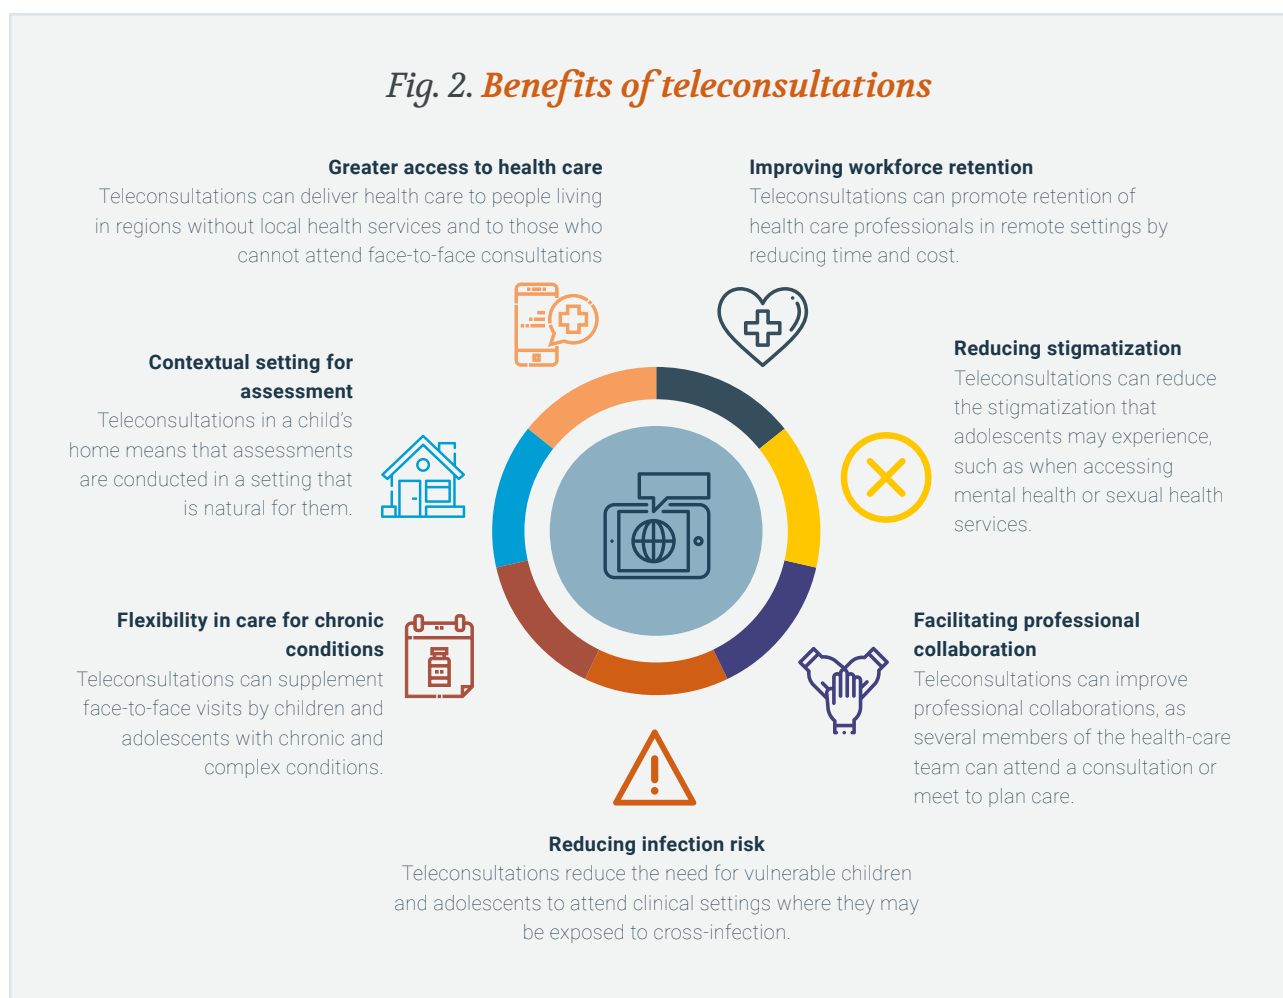 Fig. 2. Benefits of teleconsultations
Greater access to health care
Teleconsultations can deliver health care to people living
in regions without local health services and to those who
cannot attend face-to-face consultations
Improving workforce retention
Teleconsultations can promote retention of
health care professionals in remote settings by
reducing time and cost.
Contextual setting for
assessment
Teleconsultations in a child's
home means that assessments
are conducted in a setting that
is natural for them.
Reducing stigmatization
Teleconsultations can reduce
the stigmatization that
adolescents may experience,
such as when accessing
mental health or sexual health
services.
Flexibility in care for chronic
conditions
Teleconsultations can supplement
face-to-face visits by children and
adolescents with chronic and
complex conditions.
Facilitating professional
collaboration
Teleconsultations can improve
professional collaborations, as
several members of the health-care
team can attend a consultation or
meet to plan care.
Reducing infection risk
Teleconsultations reduce the need for vulnerable children
and adolescents to attend clinical settings where they may
be exposed to cross-infection.